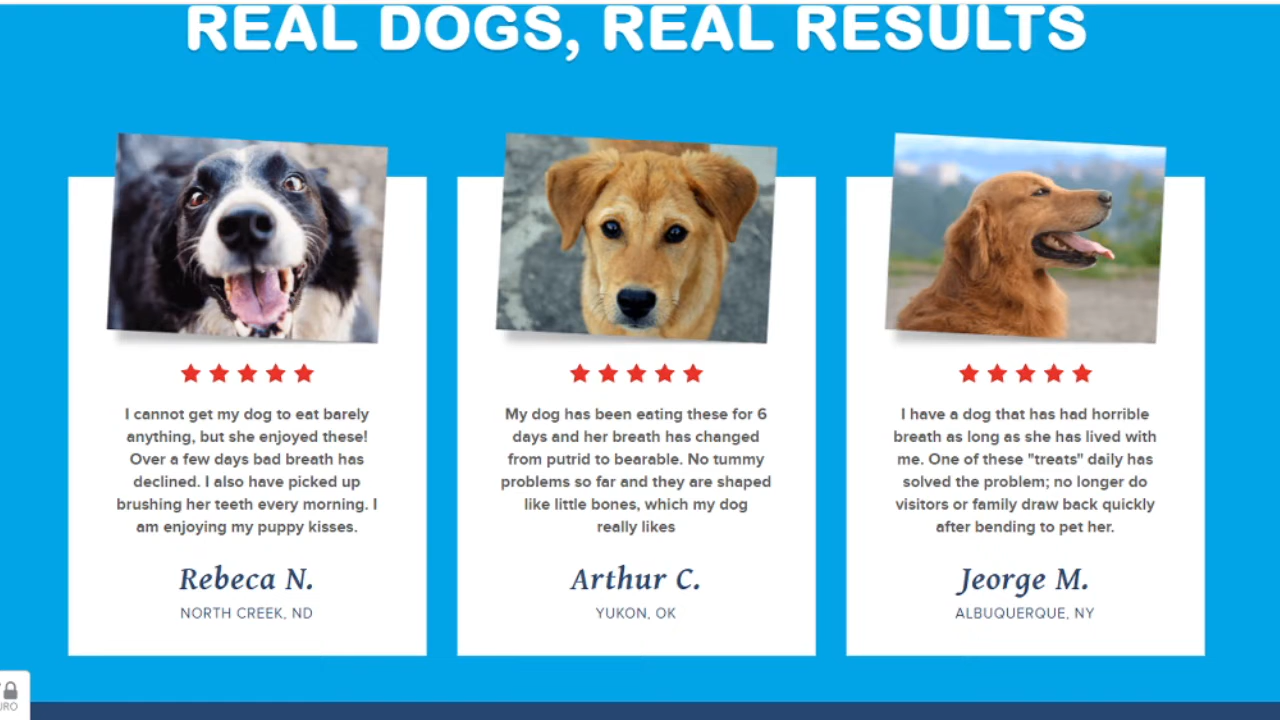 REAL DOGS, REAL RESULTS
I cannot get my dog to eat barely
anything, but she enjoyed these!
Over a few days bad breath has
declined. I also have picked up
brushing her teeth every morning. I
am enjoying my puppy kisses.
Rebeca N.
NORTH CREEK, ND
My dog has been eating these for 6
days and her breath has changed
from putrid to bearable. No tummy
problems so far and they are shaped
like little bones, which my dog
really likes
Arthur C.
YUKON, OK
I have a dog that has had horrible
breath as long as she has lived with
me. One of these "treats" daily has
solved the problem; no longer do
visitors or family draw back quickly
after bending to pet her.
Jeorge M.
ALBUQUERQUE, NY